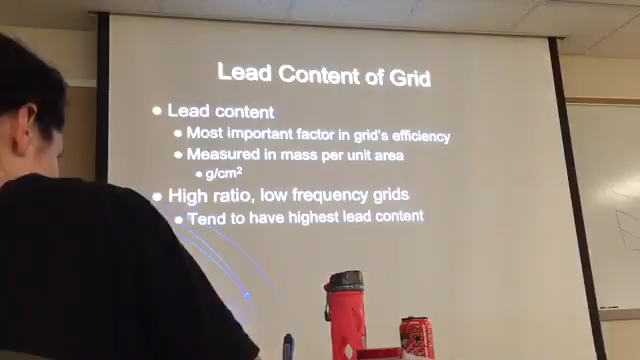 Lead Content of Grid
• Lead content
• Most important factor in grid's efficiency
• Measured in mass per unit area
• g/cm²
• High ratio, low frequency grids
• Tend to have highest lead content